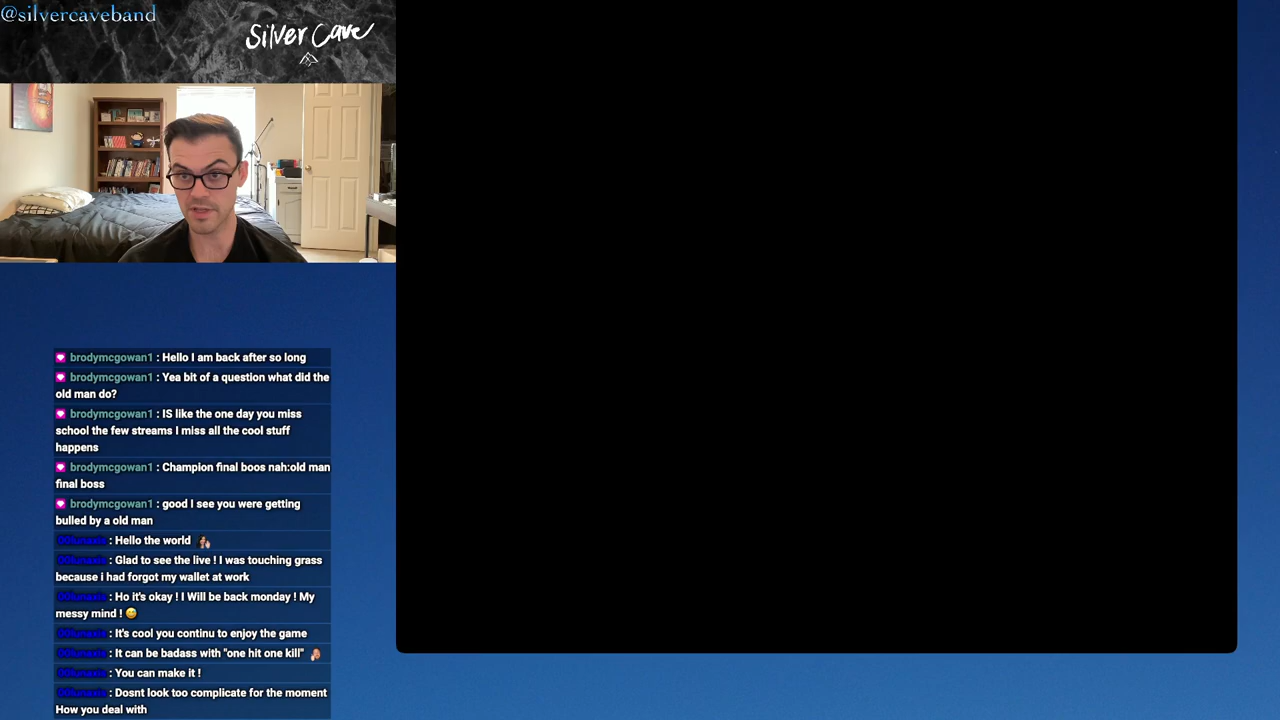 @silvercaveband
Silver Cave
brodymcgowan1 : Hello I am back after so long
brodymcgowan1 : Yea bit of a question what did the
old man do?
brodymcgowan1 : IS like the one day you miss
school the few streams I miss all the cool stuff
happens
brodymcgowan1 : Champion final boos nah:old man
final boss
brodymcgowan1 : good I see you were getting
bulled by a old man
: Hello the world
: Glad to see the live ! I was touching grass
because i had forgot my wallet at work
: Ho it's okay ! I Will be back monday ! My
messy mind ! 😅
: It's cool you continu to enjoy the game
: It can be badass with "one hit one kill"
: You can make it !
: Dosnt look too complicate for the moment
How you deal with